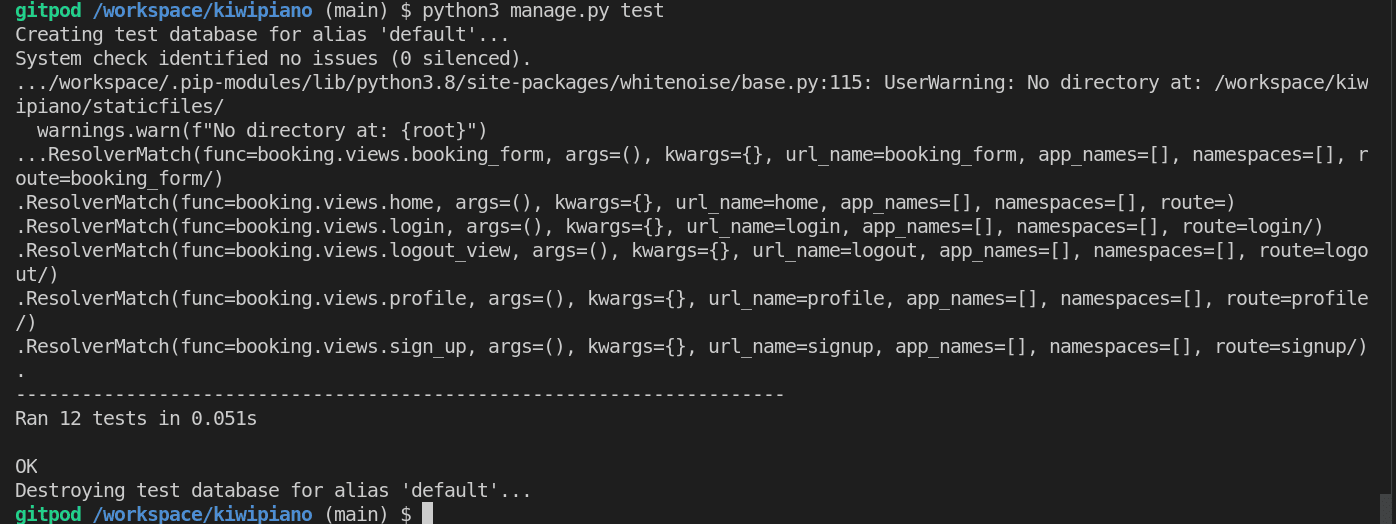 gitpod /workspace/kiwipiano (main) $ python3 manage.py test
Creating test database for alias 'default'...
System check identified no issues (0 silenced).
.../workspace/.pip-modules/lib/python3.8/site-packages/whitenoise/base.py:115: UserWarning: No directory at: /workspace/kiw
ipiano/staticfiles/
  warnings.warn(f"No directory at: {root}")
...ResolverMatch(func=booking.views.booking_form, args=(), kwargs={}, url_name=booking_form, app_names=[], namespaces=[], r
oute=booking_form/)
.ResolverMatch(func=booking.views.home, args=(), kwargs={}, url_name=home, app_names=[], namespaces=[], route=)
.ResolverMatch(func=booking.views.login, args=(), kwargs={}, url_name=login, app_names=[], namespaces=[], route=login/)
.ResolverMatch(func=booking.views.logout_view, args=(), kwargs={}, url_name=logout, app_names=[], namespaces=[], route=logo
ut/)
.ResolverMatch(func=booking.views.profile, args=(), kwargs={}, url_name=profile, app_names=[], namespaces=[], route=profile
/)
.ResolverMatch(func=booking.views.sign_up, args=(), kwargs={}, url_name=signup, app_names=[], namespaces=[], route=signup/)
.
----------------------------------------------------------------------
Ran 12 tests in 0.051s

OK
Destroying test database for alias 'default'...
gitpod /workspace/kiwipiano (main) $